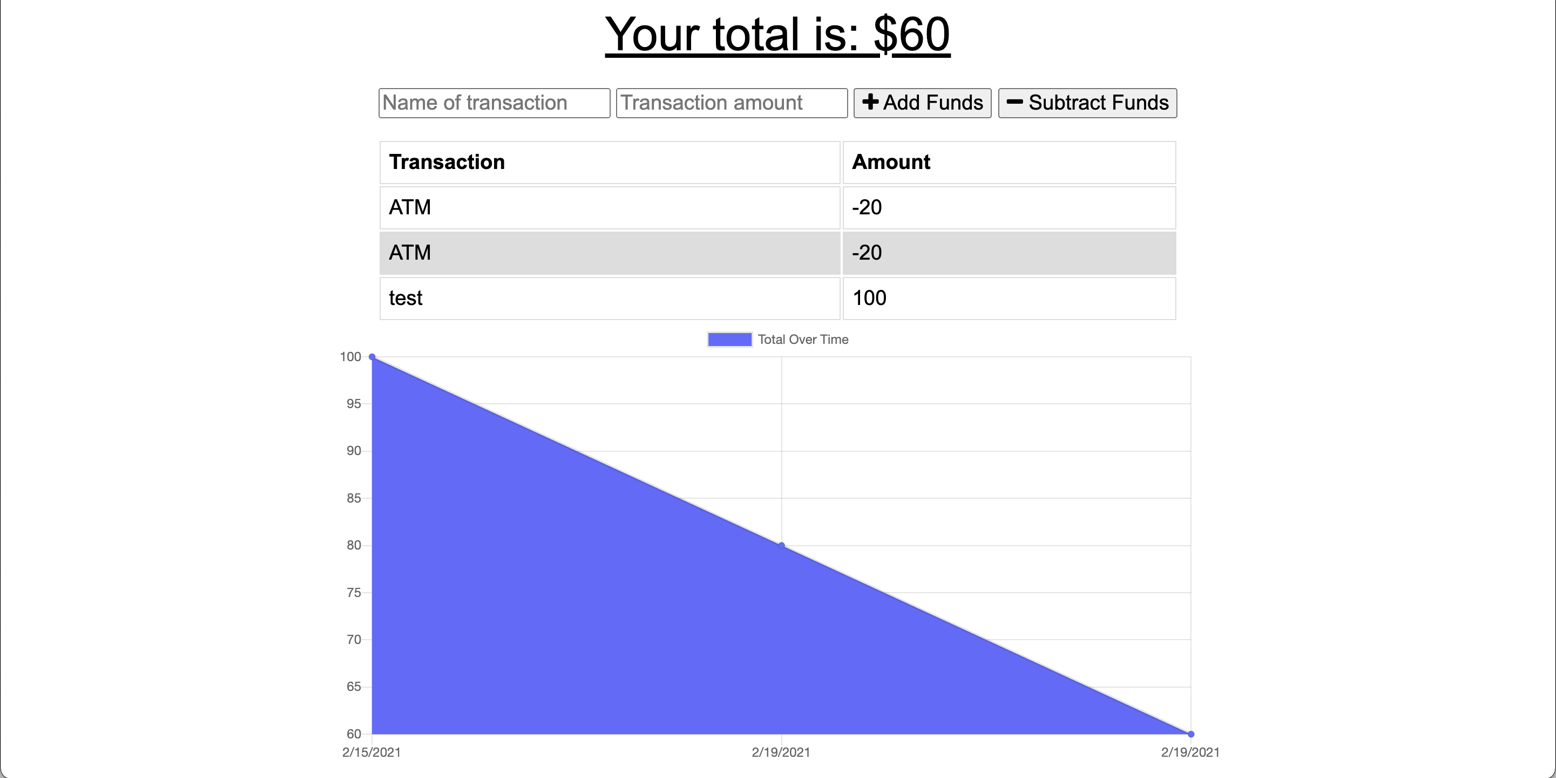 Your total is: $60
Name of transaction Transaction amount + Add Funds − Subtract Funds
Transaction Amount
ATM -20
ATM -20
test 100
Total Over Time
100
95
90
85
80
75
70
65
60
2/15/2021 2/19/2021 2/19/2021